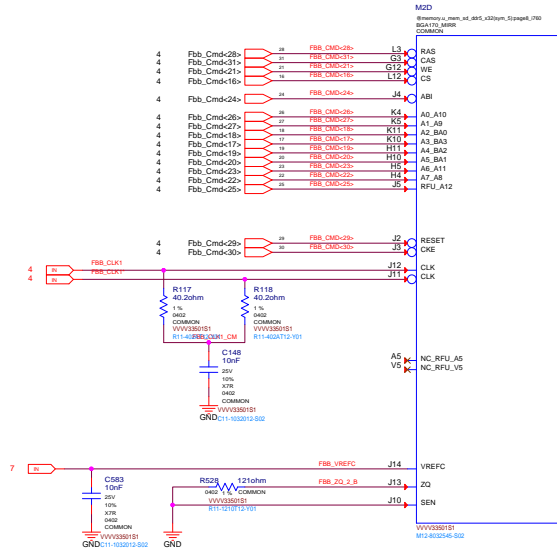 M2D
@memory.u_mem_sd_ddr5_x32(sym_5):page8_i760
BGA170_MIRR
COMMON
4 Fbb_Cmd<28> 28 FBB_CMD<28> L3 RAS
4 Fbb_Cmd<31> 31 FBB_CMD<31> G3 CAS
4 Fbb_Cmd<21> 21 FBB_CMD<21> G12 WE
4 Fbb_Cmd<16> 16 FBB_CMD<16> L12 CS
4 Fbb_Cmd<24> 24 FBB_CMD<24> J4 ABI
4 Fbb_Cmd<26> 26 FBB_CMD<26> K4 A0_A10
4 Fbb_Cmd<27> 27 FBB_CMD<27> K5 A1_A9
4 Fbb_Cmd<18> 18 FBB_CMD<18> K11 A2_BA0
4 Fbb_Cmd<17> 17 FBB_CMD<17> K10 A3_BA3
4 Fbb_Cmd<19> 19 FBB_CMD<19> H11 A4_BA2
4 Fbb_Cmd<20> 20 FBB_CMD<20> H10 A5_BA1
4 Fbb_Cmd<23> 23 FBB_CMD<23> H5 A6_A11
4 Fbb_Cmd<22> 22 FBB_CMD<22> H4 A7_A8
4 Fbb_Cmd<25> 25 FBB_CMD<25> J5 RFU_A12
4 Fbb_Cmd<29> 29 FBB_CMD<29> J2 RESET
4 Fbb_Cmd<30> 30 FBB_CMD<30> J3 CKE
4 IN FBB_CLK1 J12 CLK
4 IN FBB_CLK1* J11 CLK
R117 R118
40.2ohm 40.2ohm
1 % 1 %
0402 0402
COMMON COMMON
VVVV33501S1 VVVV33501S1
R11-402AT12-Y01
FBB_CLK1_CM
C148
10nF
25V
10%
X7R
0402
COMMON
GND VVVV33501S1
C11-1032012-S02
A5 NC_RFU_A5
V5 NC_RFU_V5
7 IN FBB_VREFC J14 VREFC
C583
10nF
25V
10%
X7R
0402
COMMON
VVVV33501S1
GND C11-1032012-S02
R528 121ohm FBB_ZQ_2_B J13 ZQ
0402 1 % COMMON
VVVV33501S1
R11-1210T12-Y01
J10 SEN
GND
VVVV33501S1
M12-8032545-S02